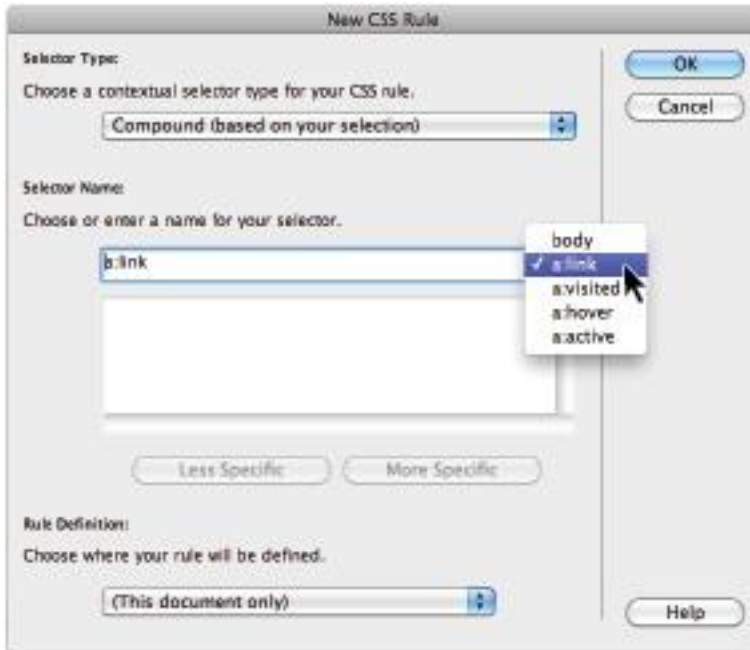 New CSS Rule
Selector Type:
Choose a contextual selector type for your CSS rule.
Compound (based on your selection)
OK
Cancel
Selector Name:
Choose or enter a name for your selector.
a:link
body
✓ a:link
a:visited
a:hover
a:active
Less Specific
More Specific
Rule Definition:
Choose where your rule will be defined.
(This document only)
Help